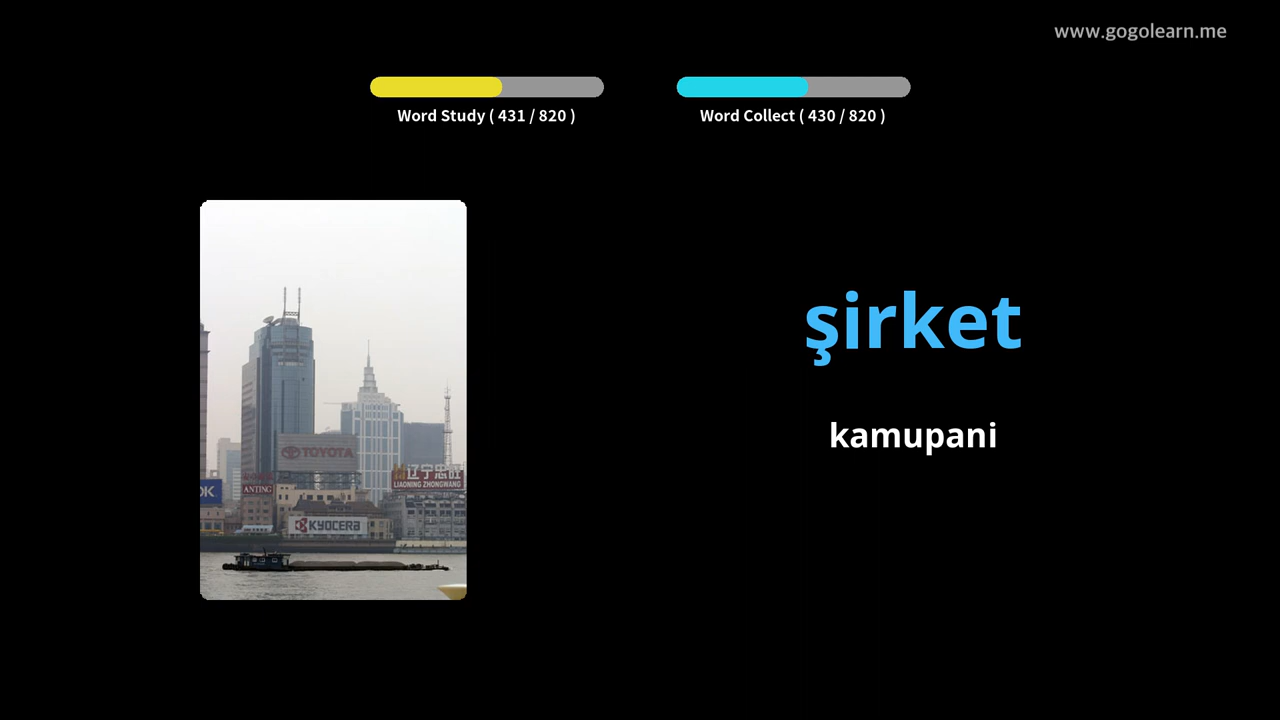 www.gogolearn.me
Word Study ( 431 / 820 )
Word Collect ( 430 / 820 )
şirket
kamupani
TOYOTA
辽宁忠旺
LIAONING ZHONGWANG
OK
ANTING
KYOCERA